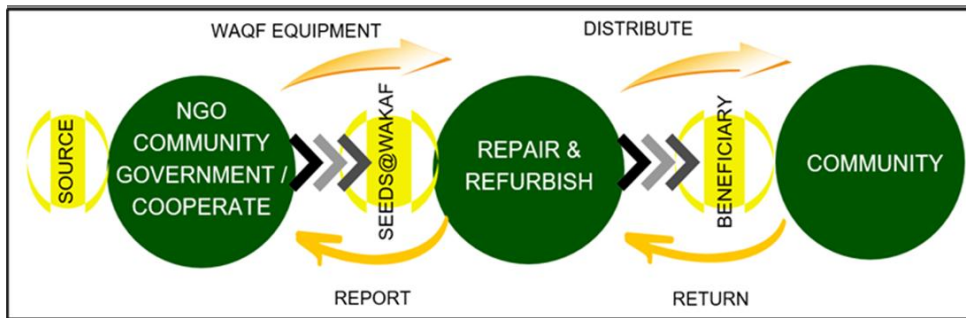 WAQF EQUIPMENT
DISTRIBUTE
SOURCE
NGO
COMMUNITY
GOVERNMENT /
COOPERATE
SEEDS@WAKAF
REPAIR &
REFURBISH
BENEFICIARY
COMMUNITY
REPORT
RETURN